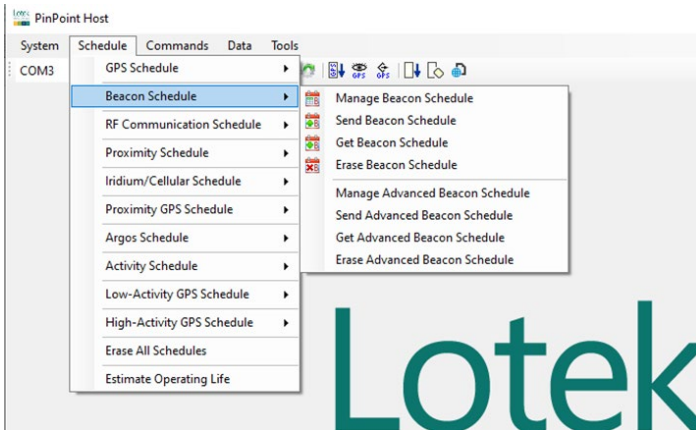 Lotek
PinPoint Host
System Schedule Commands Data Tools
COM3
GPS Schedule
Beacon Schedule
RF Communication Schedule
Proximity Schedule
Iridium/Cellular Schedule
Proximity GPS Schedule
Argos Schedule
Activity Schedule
Low-Activity GPS Schedule
High-Activity GPS Schedule
Erase All Schedules
Estimate Operating Life
GPS GPS
Manage Beacon Schedule
Send Beacon Schedule
Get Beacon Schedule
Erase Beacon Schedule
Manage Advanced Beacon Schedule
Send Advanced Beacon Schedule
Get Advanced Beacon Schedule
Erase Advanced Beacon Schedule
Lotek